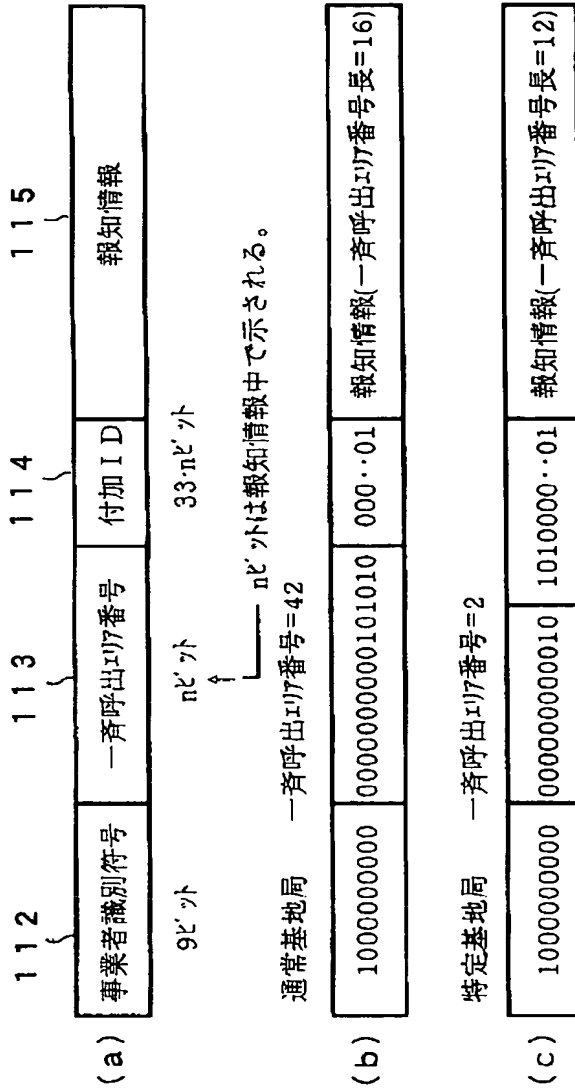 112 113 114 115
(a) 事業者識別符号 一斉呼出エリア番号 付加ID 報知情報
9ビット nビット 33-nビット
nビットは報知情報中で示される。
通常基地局 一斉呼出エリア番号=42
(b) 1000000000 0000000000101010 000‥01 報知情報(一斉呼出エリア番号長=16)
特定基地局 一斉呼出エリア番号=2
(c) 1000000000 000000000010 1010000‥01 報知情報(一斉呼出エリア番号長=12)